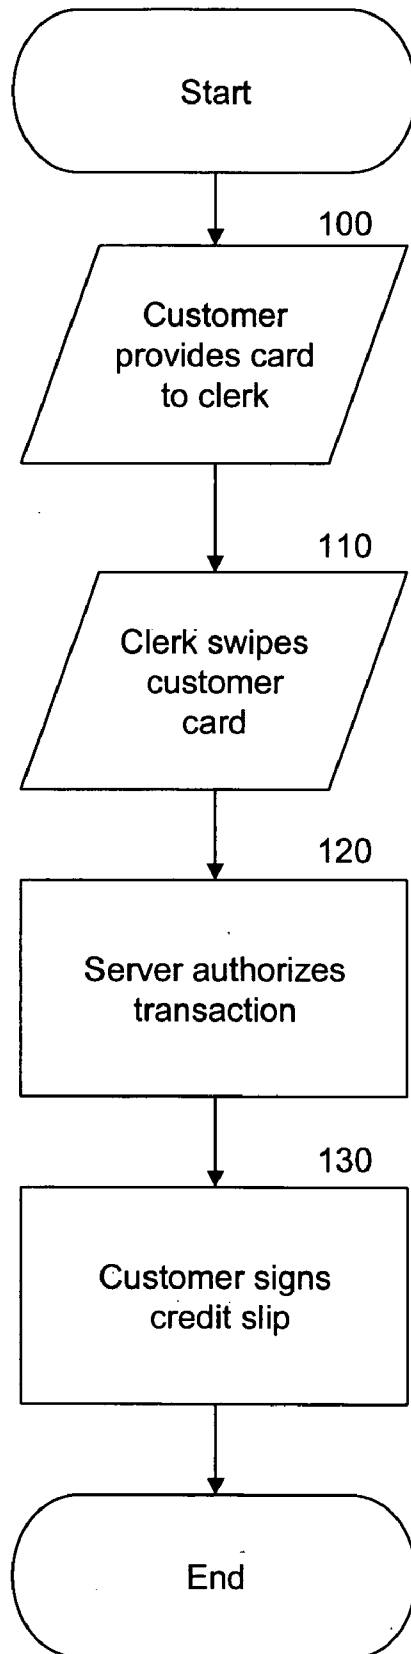 Start
100
Customer
provides card
to clerk
110
Clerk swipes
customer
card
120
Server authorizes
transaction
130
Customer signs
credit slip
End